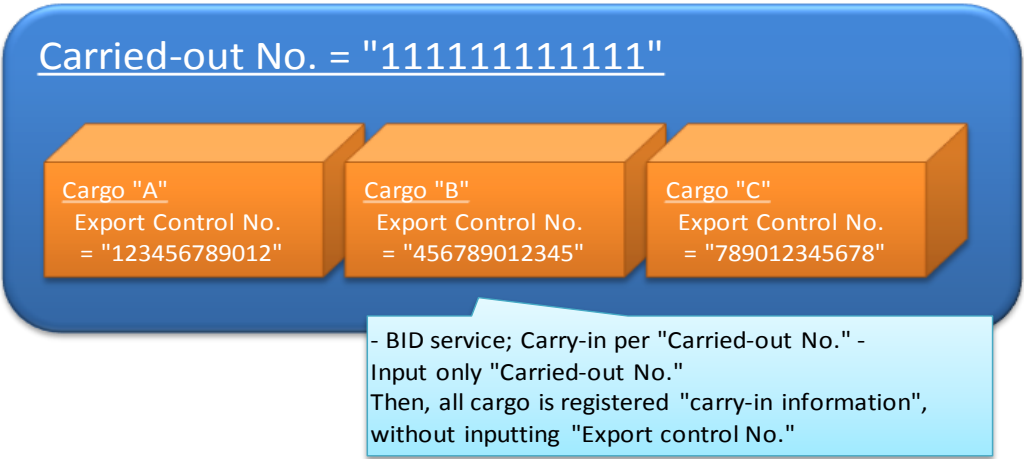 Carried-out No. = "111111111111"
Cargo "A"
Export Control No.
= "123456789012"
Cargo "B"
Export Control No.
= "456789012345"
Cargo "C"
Export Control No.
= "789012345678"
- BID service; Carry-in per "Carried-out No." -
Input only "Carried-out No."
Then, all cargo is registered "carry-in information",
without inputting "Export control No."